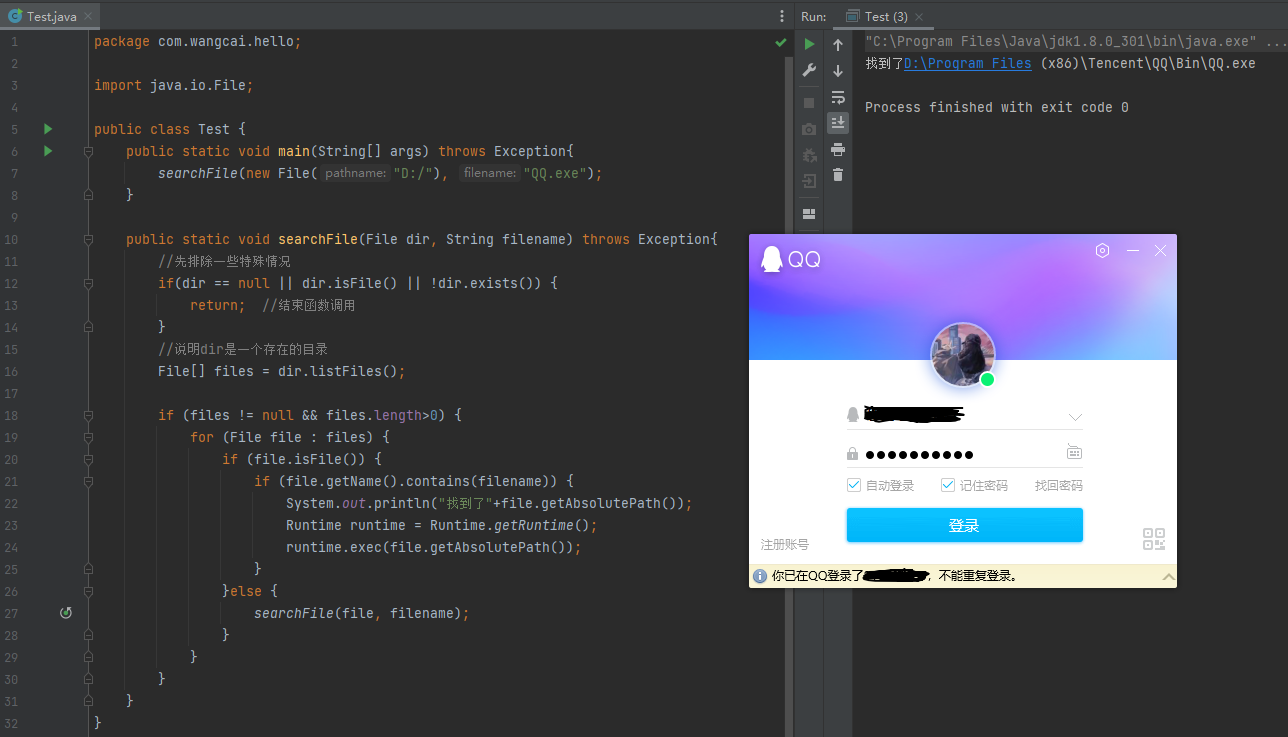 Test.java
1 package com.wangcai.hello;
2
3 import java.io.File;
4
5 public class Test {
6 public static void main(String[] args) throws Exception{
7 searchFile(new File( pathname: "D:/"), filename: "QQ.exe");
8 }
9
10 public static void searchFile(File dir, String filename) throws Exception{
11 //先排除一些特殊情况
12 if(dir == null || dir.isFile() || !dir.exists()) {
13 return; //结束函数调用
14 }
15 //说明dir是一个存在的目录
16 File[] files = dir.listFiles();
17
18 if (files != null && files.length>0) {
19 for (File file : files) {
20 if (file.isFile()) {
21 if (file.getName().contains(filename)) {
22 System.out.println("找到了"+file.getAbsolutePath());
23 Runtime runtime = Runtime.getRuntime();
24 runtime.exec(file.getAbsolutePath());
25 }
26 }else {
27 searchFile(file, filename);
28 }
29 }
30 }
31 }
32 }
Run: Test (3)
"C:\Program Files\Java\jdk1.8.0_301\bin\java.exe" ...
找到了D:\Program Files (x86)\Tencent\QQ\Bin\QQ.exe
Process finished with exit code 0
QQ
自动登录 记住密码 找回密码
登录
注册账号
你已在QQ登录了 , 不能重复登录。